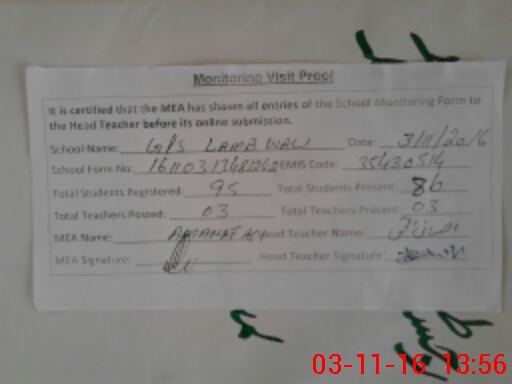 Monitoring Visit Proof
It is certified that the MEA has shown all entries of the School Monitoring Form to
the Head Teacher before its online submission.
School Name: GPS LAMB WALI Date: 3/11/2016
School Form No: EMIS Code: 35430514
Total Students Registered: 95 Total Students Present: 86
Total Teachers Posted: 03 Total Teachers Present: 03
MEA Name: AMANAT Head Teacher Name:
MEA Signature: Head Teacher Signature:
03-11-16 13:56